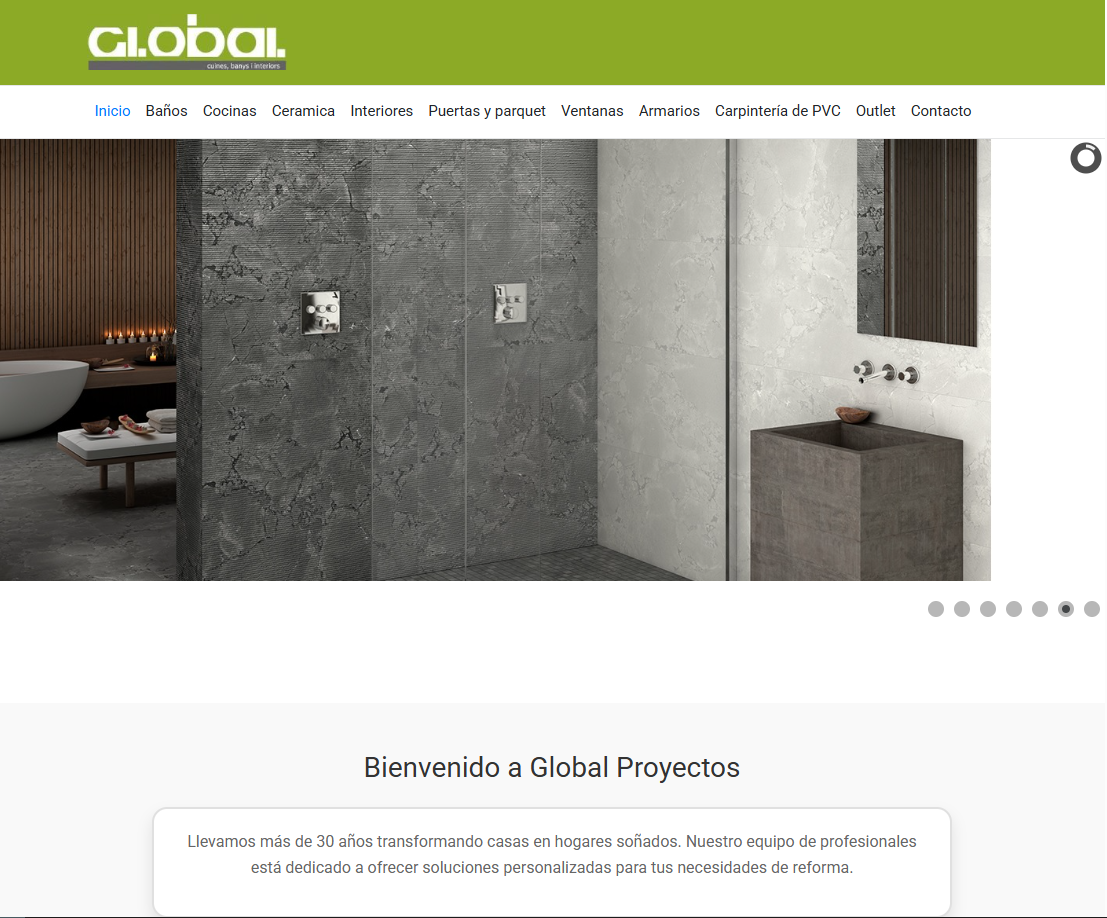 GLobal.
cuines, banys i interiors
Inicio Baños Cocinas Ceramica Interiores Puertas y parquet Ventanas Armarios Carpintería de PVC Outlet Contacto
Bienvenido a Global Proyectos
Llevamos más de 30 años transformando casas en hogares soñados. Nuestro equipo de profesionales
está dedicado a ofrecer soluciones personalizadas para tus necesidades de reforma.